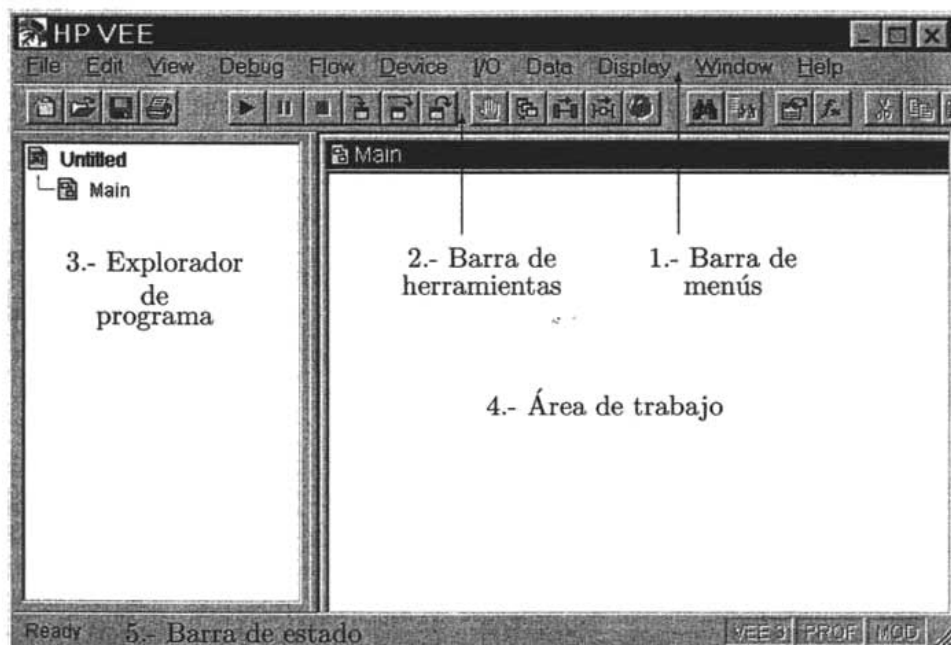 HP VEE
File Edit View Debug Flow Device I/O Data Display Window Help
Untitled
Main
Main
3.- Explorador
de
programa
2.- Barra de
herramientas
1.- Barra de
menús
4.- Área de trabajo
Ready 5.- Barra de estado PROF MOD